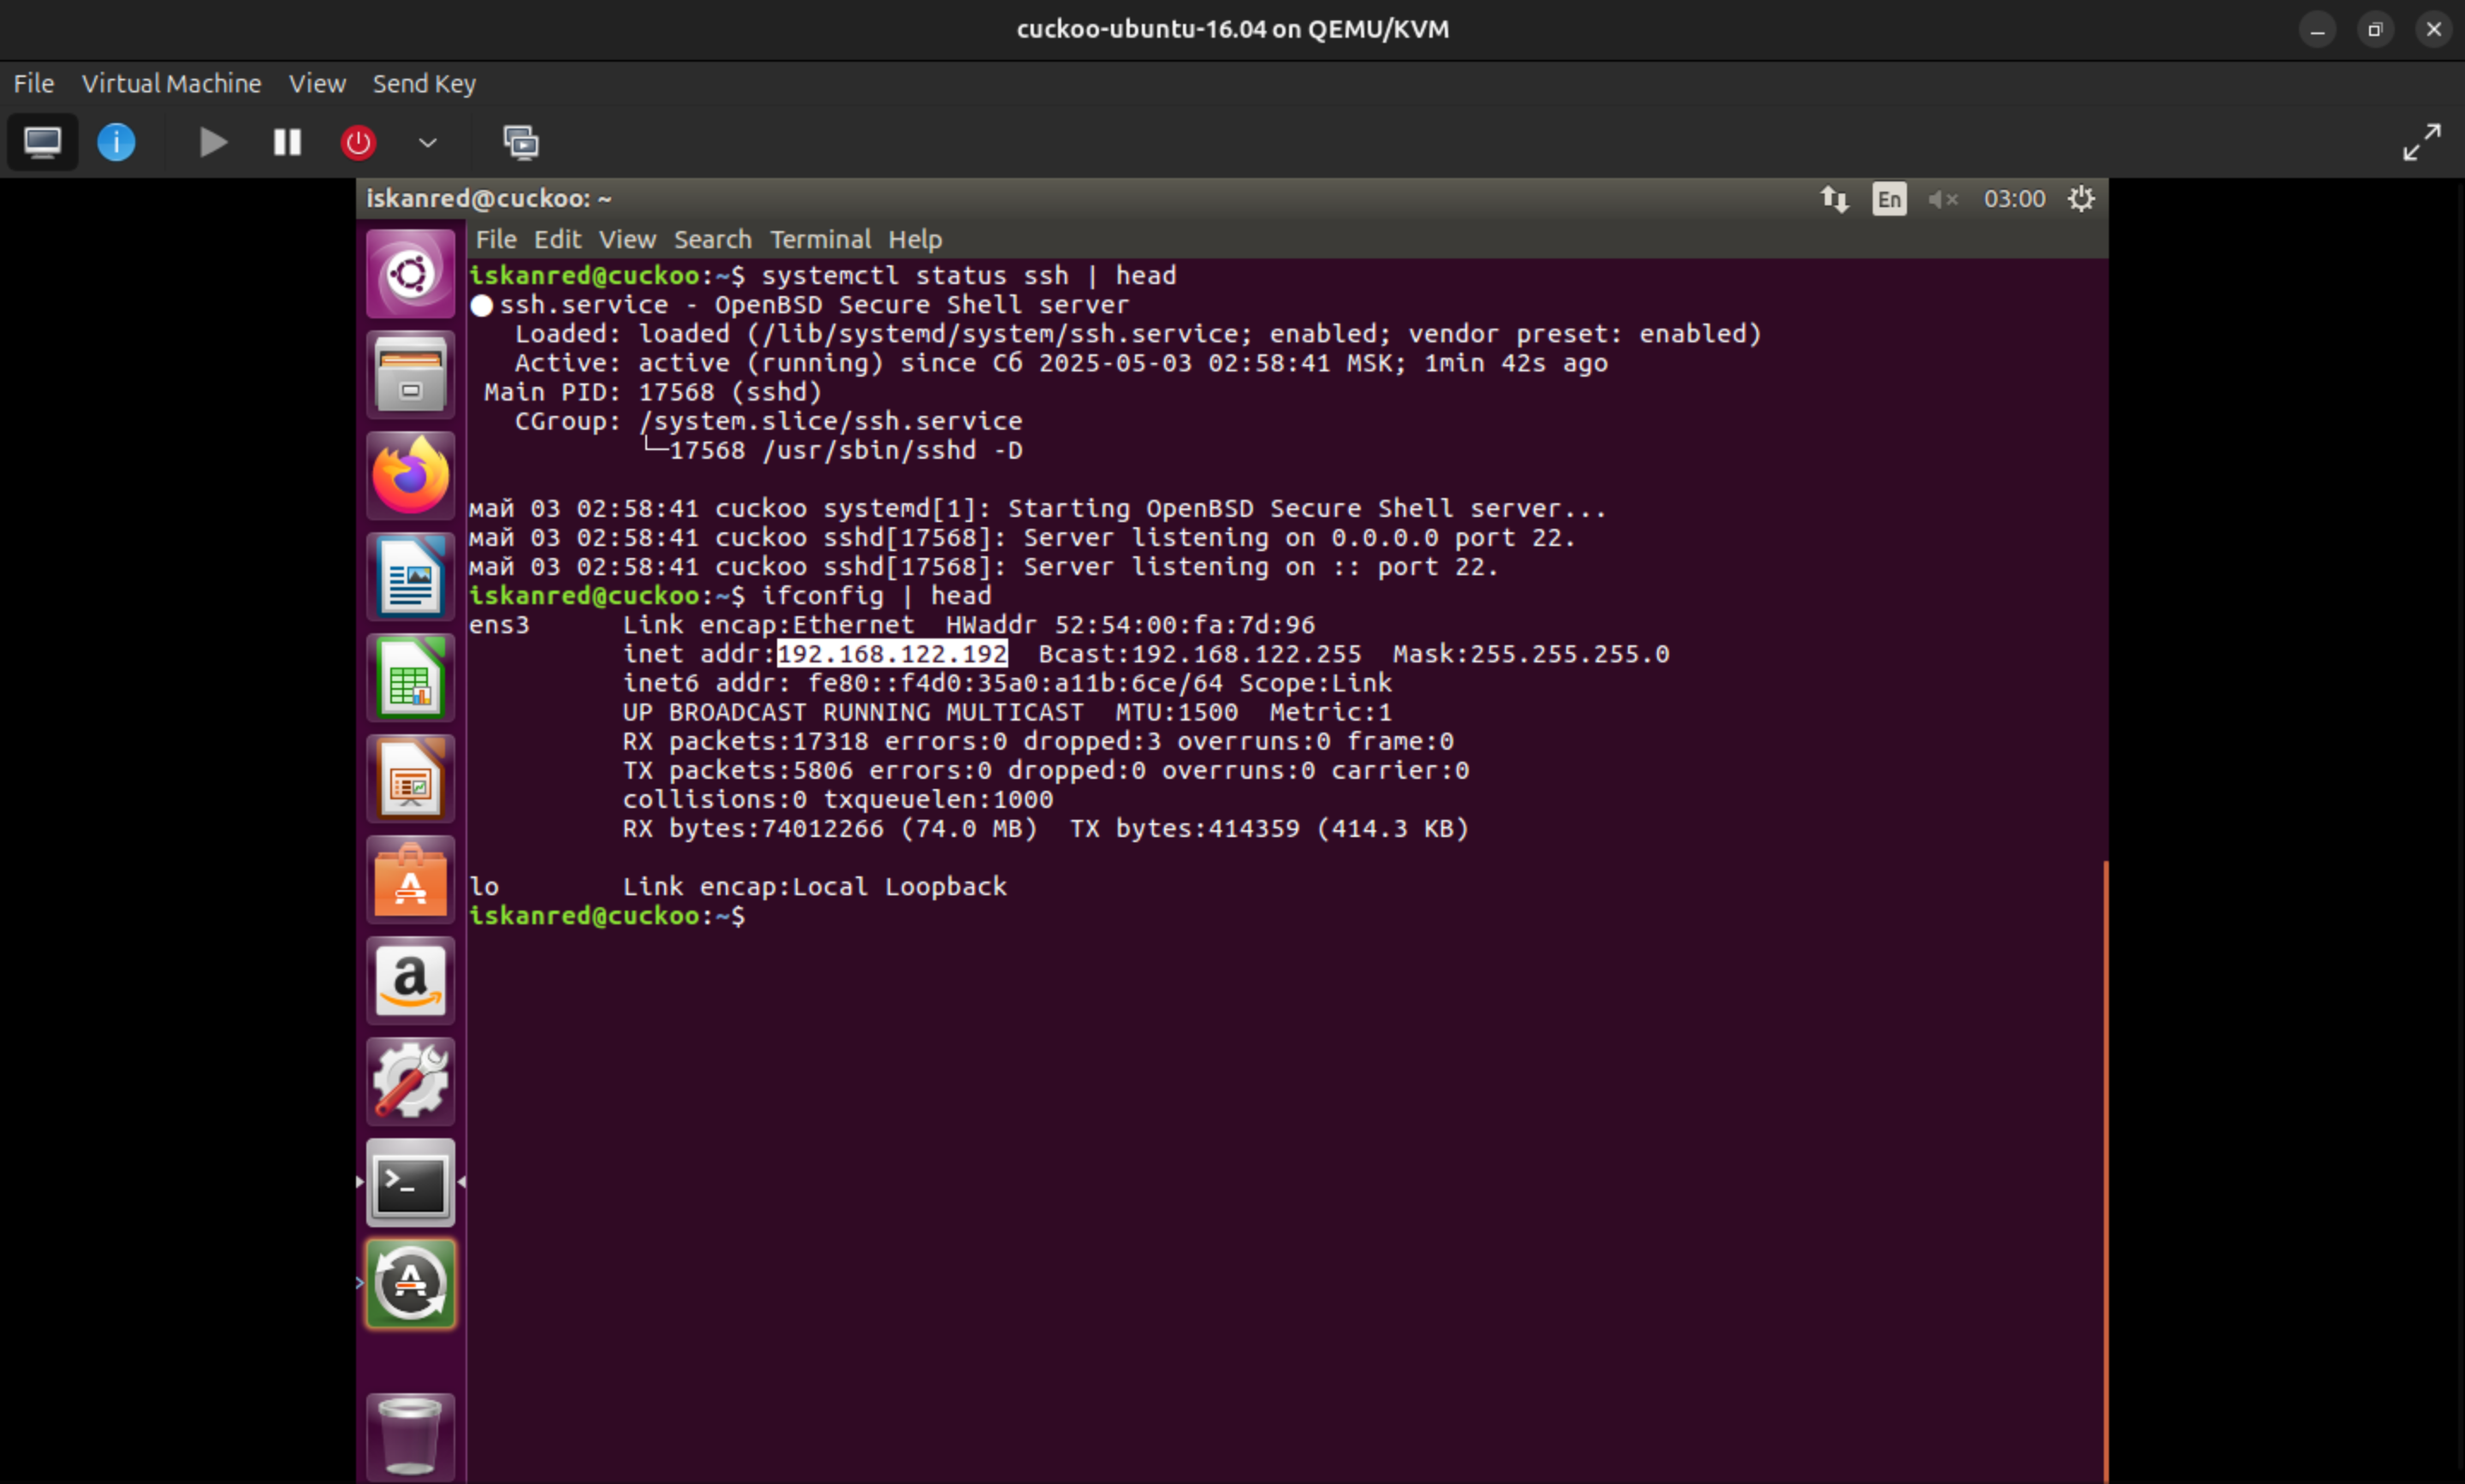 cuckoo-ubuntu-16.04 on QEMU/KVM
File Virtual Machine View Send Key
iskanred@cuckoo: ~ En 03:00
File Edit View Search Terminal Help
iskanred@cuckoo:~$ systemctl status ssh | head
● ssh.service - OpenBSD Secure Shell server
   Loaded: loaded (/lib/systemd/system/ssh.service; enabled; vendor preset: enabled)
   Active: active (running) since Сб 2025-05-03 02:58:41 MSK; 1min 42s ago
 Main PID: 17568 (sshd)
   CGroup: /system.slice/ssh.service
           └─17568 /usr/sbin/sshd -D
май 03 02:58:41 cuckoo systemd[1]: Starting OpenBSD Secure Shell server...
май 03 02:58:41 cuckoo sshd[17568]: Server listening on 0.0.0.0 port 22.
май 03 02:58:41 cuckoo sshd[17568]: Server listening on :: port 22.
iskanred@cuckoo:~$ ifconfig | head
ens3      Link encap:Ethernet  HWaddr 52:54:00:fa:7d:96
          inet addr:192.168.122.192  Bcast:192.168.122.255  Mask:255.255.255.0
          inet6 addr: fe80::f4d0:35a0:a11b:6ce/64 Scope:Link
          UP BROADCAST RUNNING MULTICAST  MTU:1500  Metric:1
          RX packets:17318 errors:0 dropped:3 overruns:0 frame:0
          TX packets:5806 errors:0 dropped:0 overruns:0 carrier:0
          collisions:0 txqueuelen:1000
          RX bytes:74012266 (74.0 MB)  TX bytes:414359 (414.3 KB)
lo        Link encap:Local Loopback
iskanred@cuckoo:~$